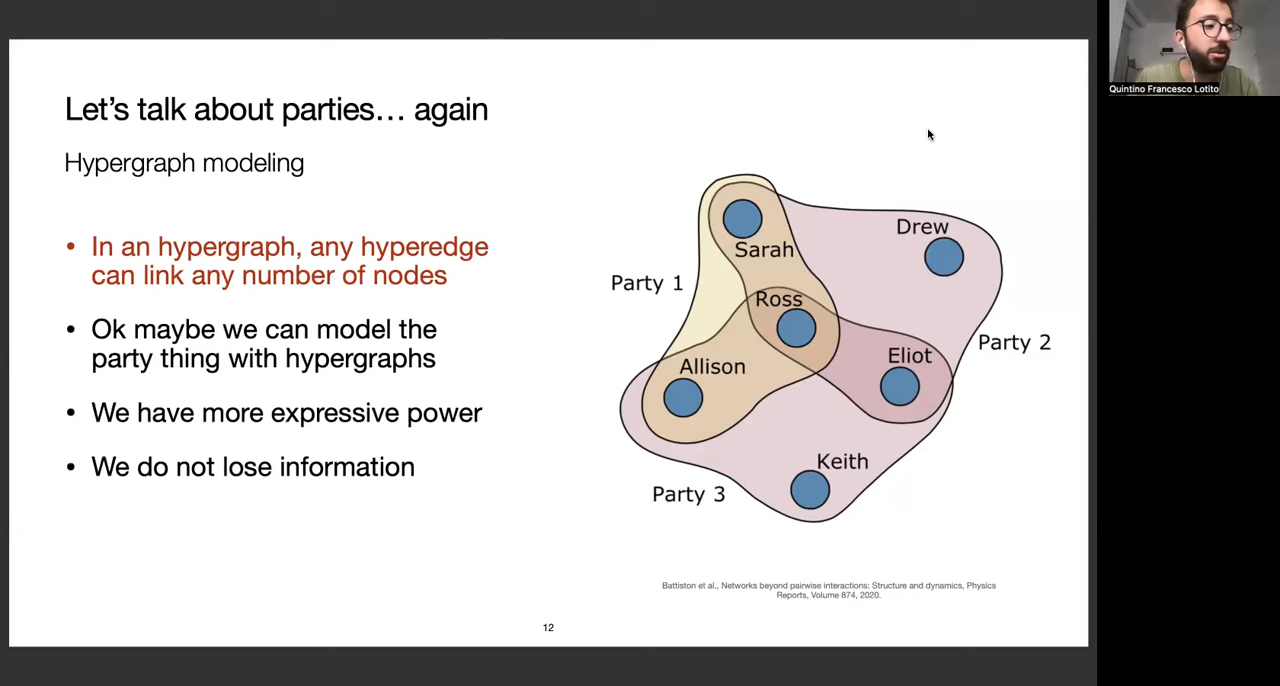 Let's talk about parties… again
Hypergraph modeling
• In an hypergraph, any hyperedge
can link any number of nodes
• Ok maybe we can model the
party thing with hypergraphs
• We have more expressive power
• We do not lose information
Sarah
Drew
Party 1
Ross
Party 2
Allison
Eliot
Keith
Party 3
Battiston et al., Networks beyond pairwise interactions: Structure and dynamics, Physics
Reports, Volume 874, 2020.
12
Quintino Francesco Lotito